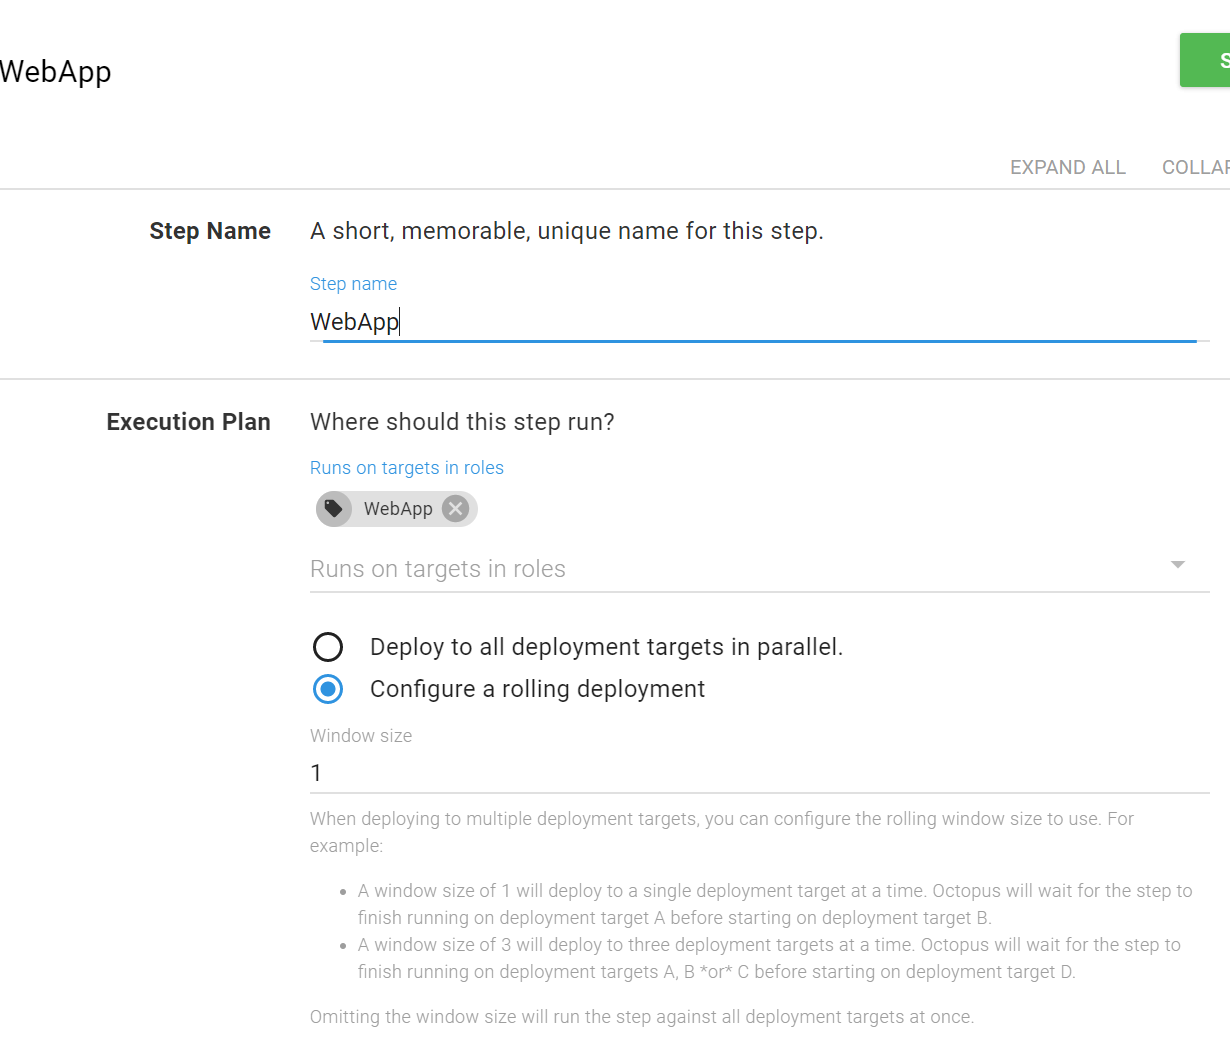 WebApp
EXPAND ALL
Step Name
A short, memorable, unique name for this step.
Step name
WebApp
Execution Plan
Where should this step run?
Runs on targets in roles
WebApp
Runs on targets in roles
Deploy to all deployment targets in parallel.
Configure a rolling deployment
Window size
1
When deploying to multiple deployment targets, you can configure the rolling window size to use. For
example:
• A window size of 1 will deploy to a single deployment target at a time. Octopus will wait for the step to
finish running on deployment target A before starting on deployment target B.
• A window size of 3 will deploy to three deployment targets at a time. Octopus will wait for the step to
finish running on deployment targets A, B *or* C before starting on deployment target D.
Omitting the window size will run the step against all deployment targets at once.